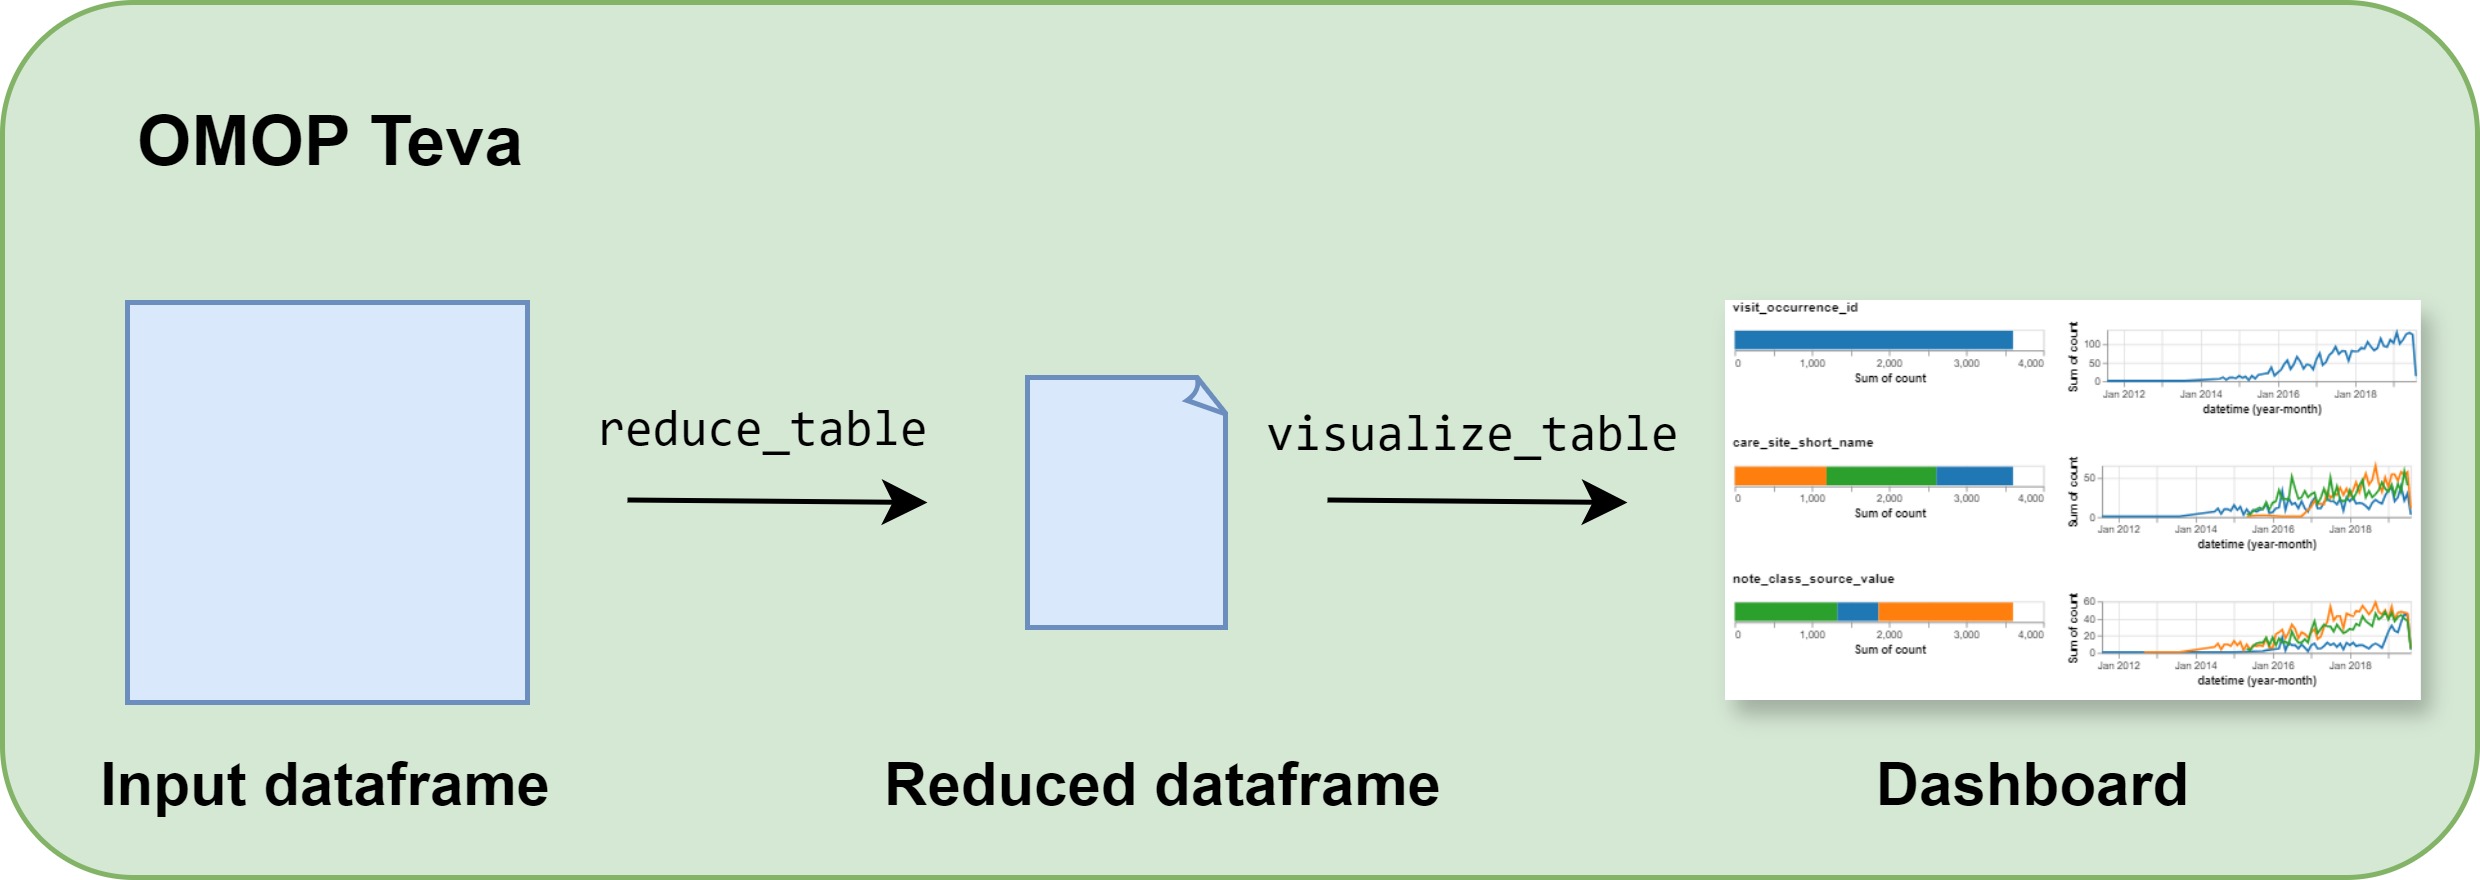 OMOP Teva
reduce_table
visualize_table
visit_occurrence_id
0 1,000 2,000 3,000 4,000
Sum of count
Sum of count
100
50
0
Jan 2012 Jan 2014 Jan 2016 Jan 2018
datetime (year-month)
care_site_short_name
0 1,000 2,000 3,000 4,000
Sum of count
Sum of count
50
0
Jan 2012 Jan 2014 Jan 2016 Jan 2018
datetime (year-month)
note_class_source_value
0 1,000 2,000 3,000 4,000
Sum of count
Sum of count
60
40
20
0
Jan 2012 Jan 2014 Jan 2016 Jan 2018
datetime (year-month)
Input dataframe
Reduced dataframe
Dashboard